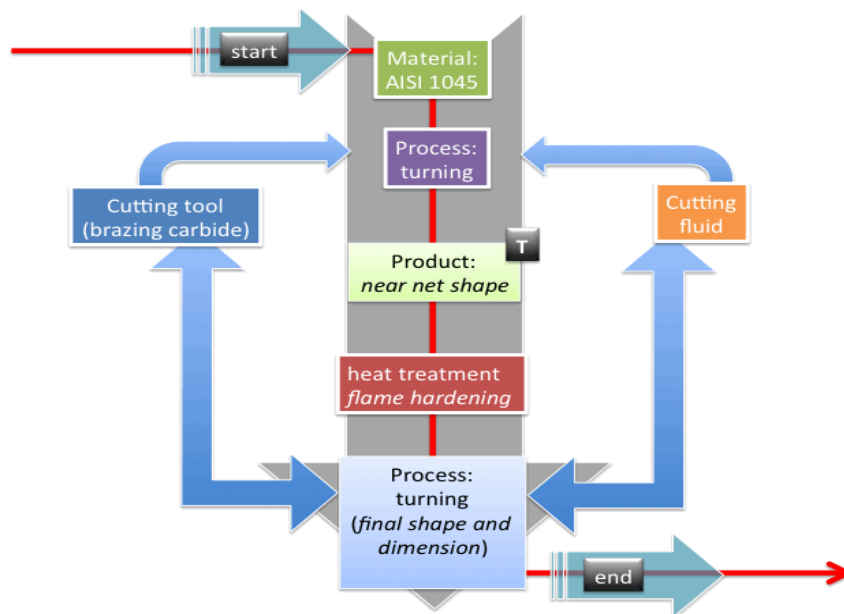 start
Material:
AISI 1045
Process:
turning
Cutting tool
(brazing carbide)
Cutting
fluid
T
Product:
near net shape
heat treatment
flame hardening
Process:
turning
(final shape and
dimension)
end